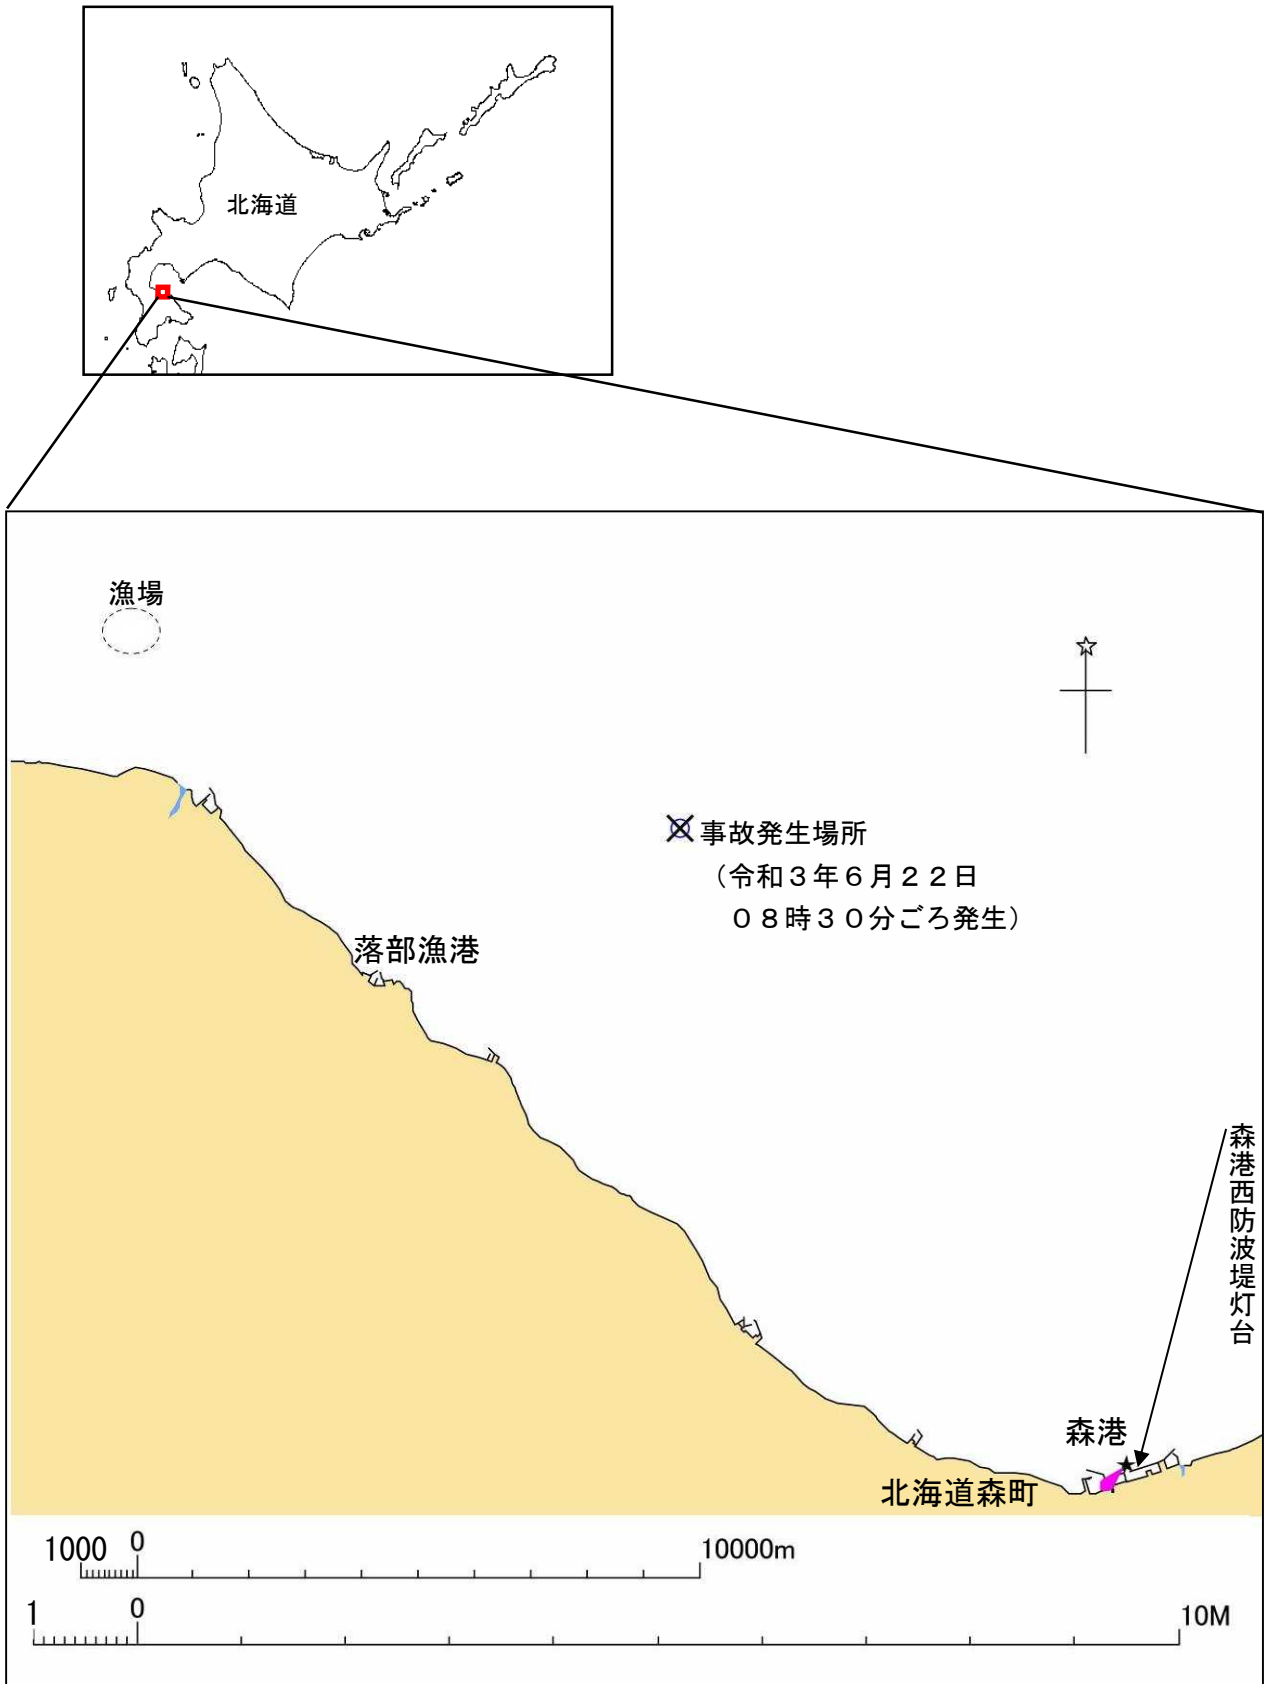 北海道
漁場
事故発生場所
（令和３年６月２２日
０８時３０分ごろ発生）
落部漁港
森港西防波堤灯台
森港
北海道森町
1000 0 10000m
1 0 10M